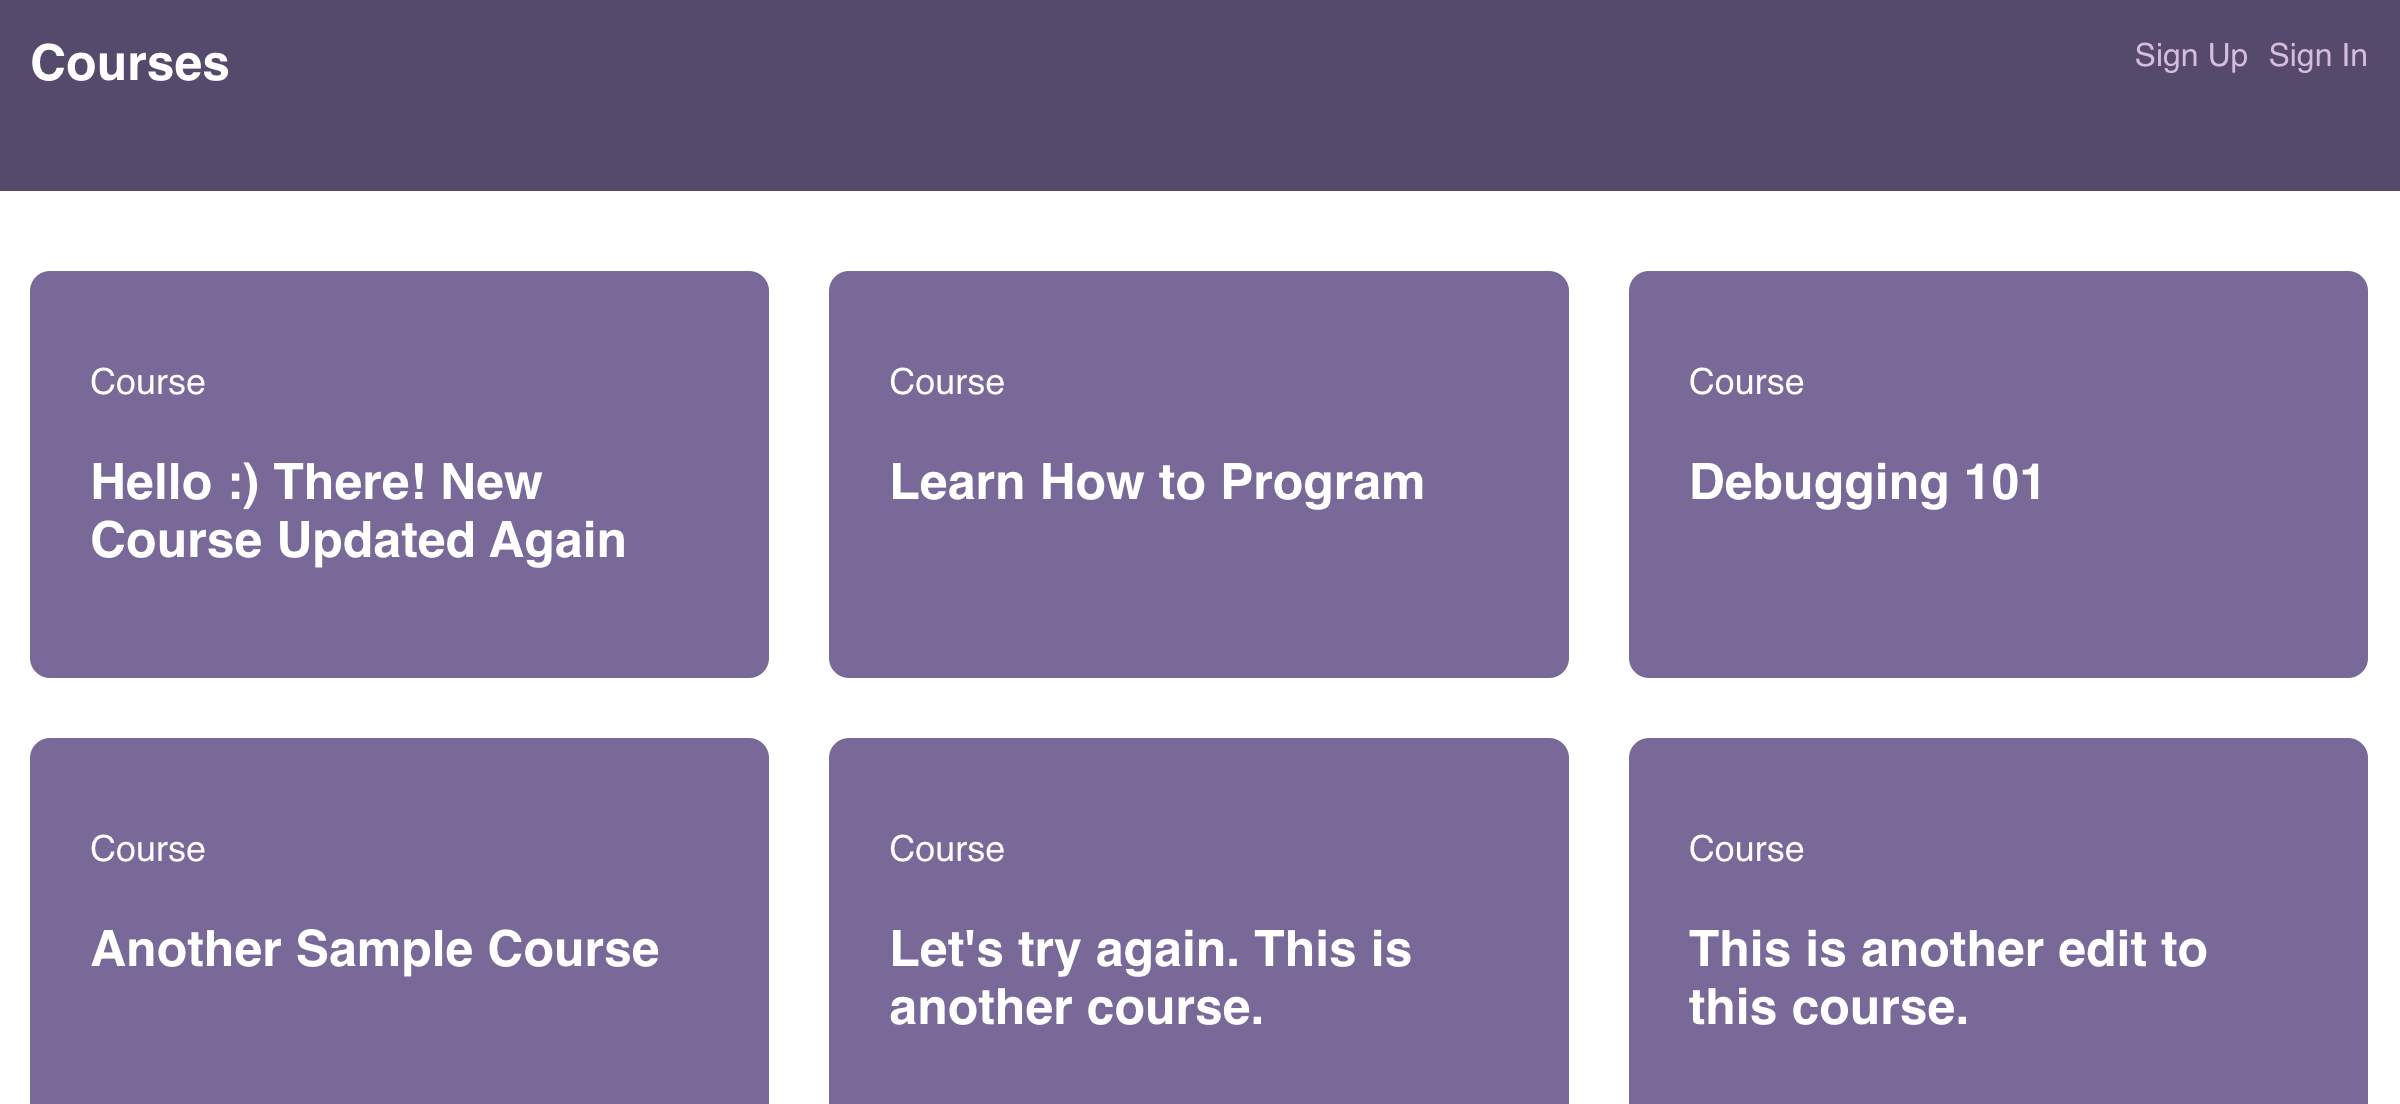 Courses
Sign Up Sign In
Course
Hello :) There! New
Course Updated Again
Course
Learn How to Program
Course
Debugging 101
Course
Another Sample Course
Course
Let's try again. This is
another course.
Course
This is another edit to
this course.